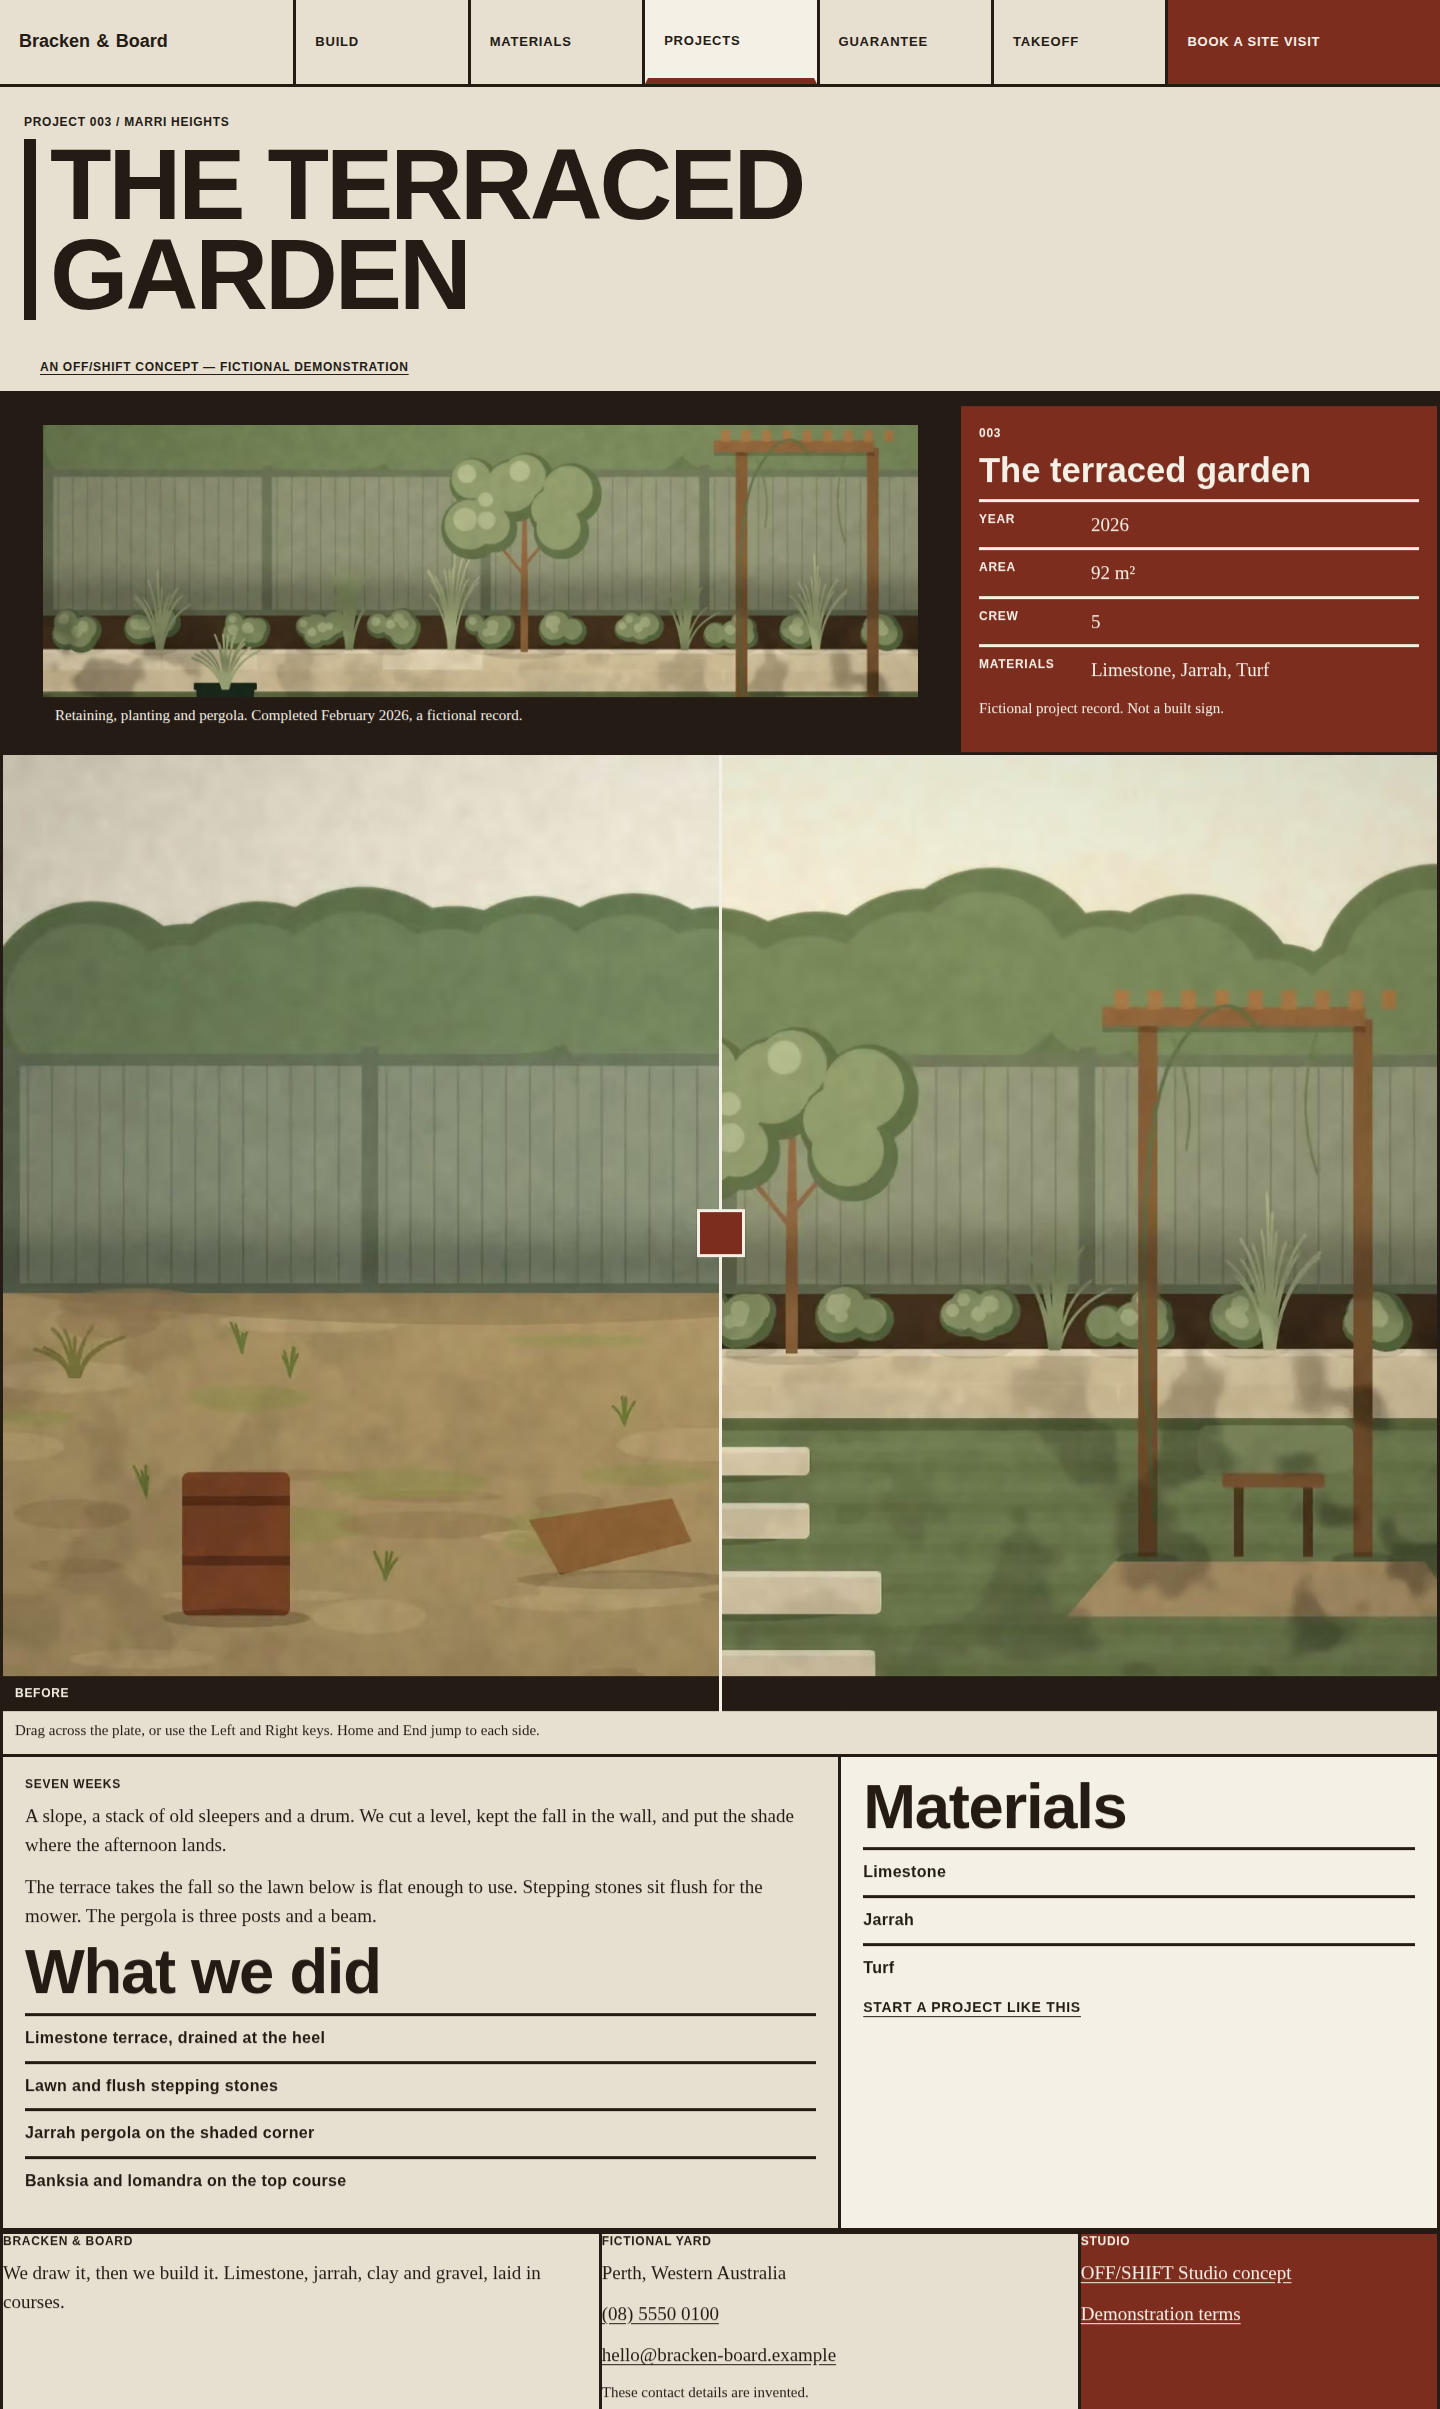 Bracken & Board
BUILD
MATERIALS
PROJECTS
GUARANTEE
TAKEOFF
BOOK A SITE VISIT
PROJECT 003 / MARRI HEIGHTS
THE TERRACED
GARDEN
AN OFF/SHIFT CONCEPT — FICTIONAL DEMONSTRATION
Retaining, planting and pergola. Completed February 2026, a fictional record.
003
The terraced garden
YEAR 2026
AREA 92 m²
CREW 5
MATERIALS Limestone, Jarrah, Turf
Fictional project record. Not a built sign.
BEFORE
Drag across the plate, or use the Left and Right keys. Home and End jump to each side.
SEVEN WEEKS
A slope, a stack of old sleepers and a drum. We cut a level, kept the fall in the wall, and put the shade
where the afternoon lands.
The terrace takes the fall so the lawn below is flat enough to use. Stepping stones sit flush for the
mower. The pergola is three posts and a beam.
What we did
Limestone terrace, drained at the heel
Lawn and flush stepping stones
Jarrah pergola on the shaded corner
Banksia and lomandra on the top course
Materials
Limestone
Jarrah
Turf
START A PROJECT LIKE THIS
BRACKEN & BOARD
We draw it, then we build it. Limestone, jarrah, clay and gravel, laid in
courses.
FICTIONAL YARD
Perth, Western Australia
(08) 5550 0100
hello@bracken-board.example
These contact details are invented.
STUDIO
OFF/SHIFT Studio concept
Demonstration terms